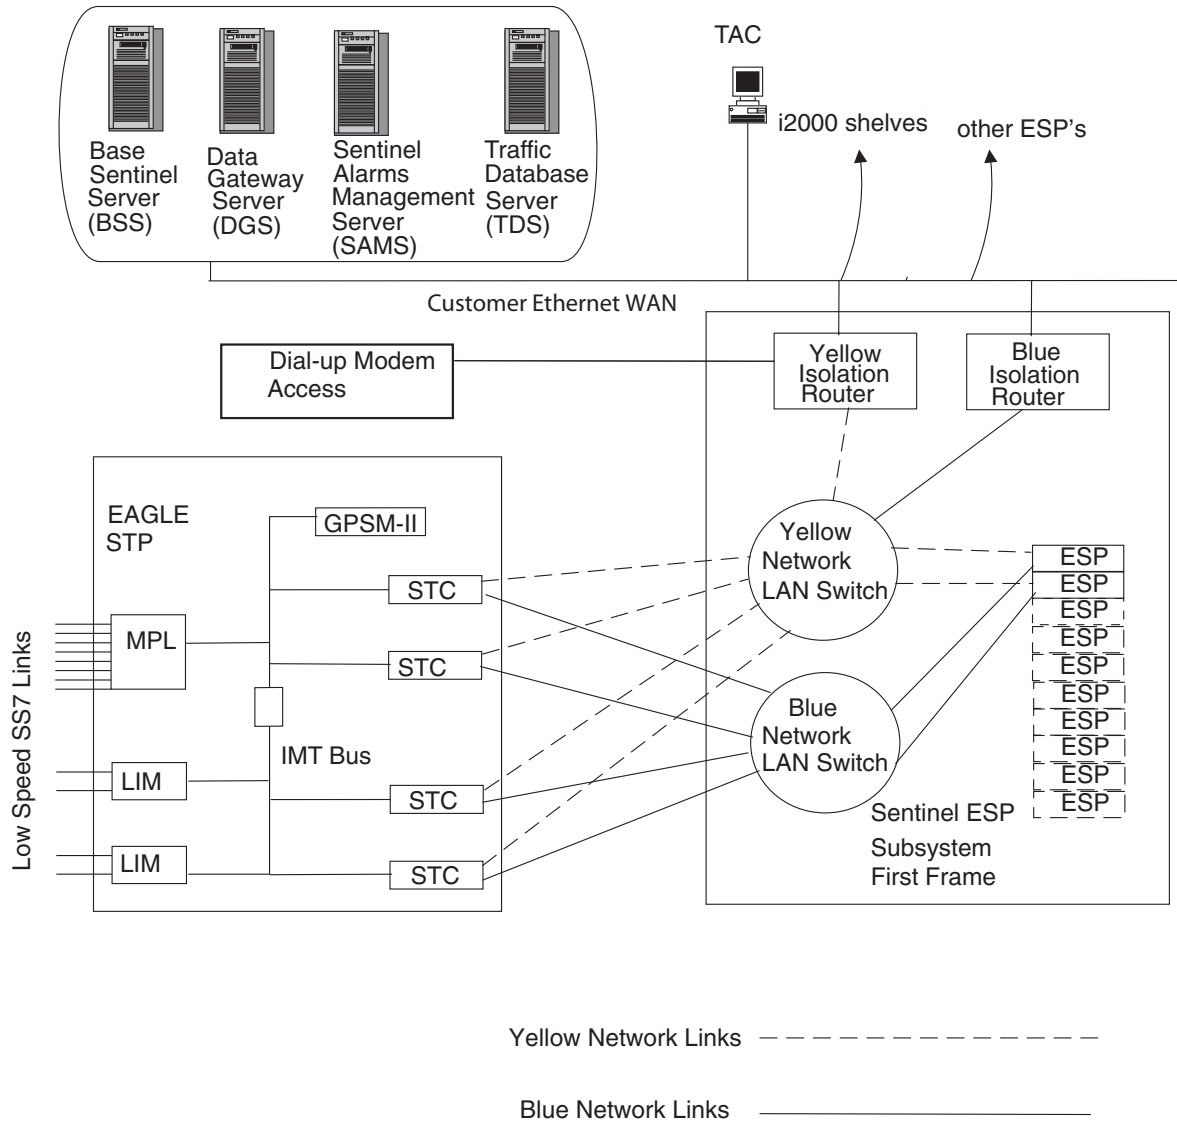 Base
Sentinel
Server
(BSS)
Data
Gateway
Server
(DGS)
Sentinel
Alarms
Management
Server
(SAMS)
Traffic
Database
Server
(TDS)
TAC
i2000 shelves
other ESP's
Customer Ethernet WAN
Dial-up Modem
Access
Yellow
Isolation
Router
Blue
Isolation
Router
EAGLE
STP
GPSM-II
STC
MPL
STC
IMT Bus
LIM
STC
LIM
STC
Low Speed SS7 Links
Yellow
Network
LAN Switch
Blue
Network
LAN Switch
ESP
ESP
ESP
ESP
ESP
ESP
ESP
ESP
ESP
ESP
Sentinel ESP
Subsystem
First Frame
Yellow Network Links
Blue Network Links